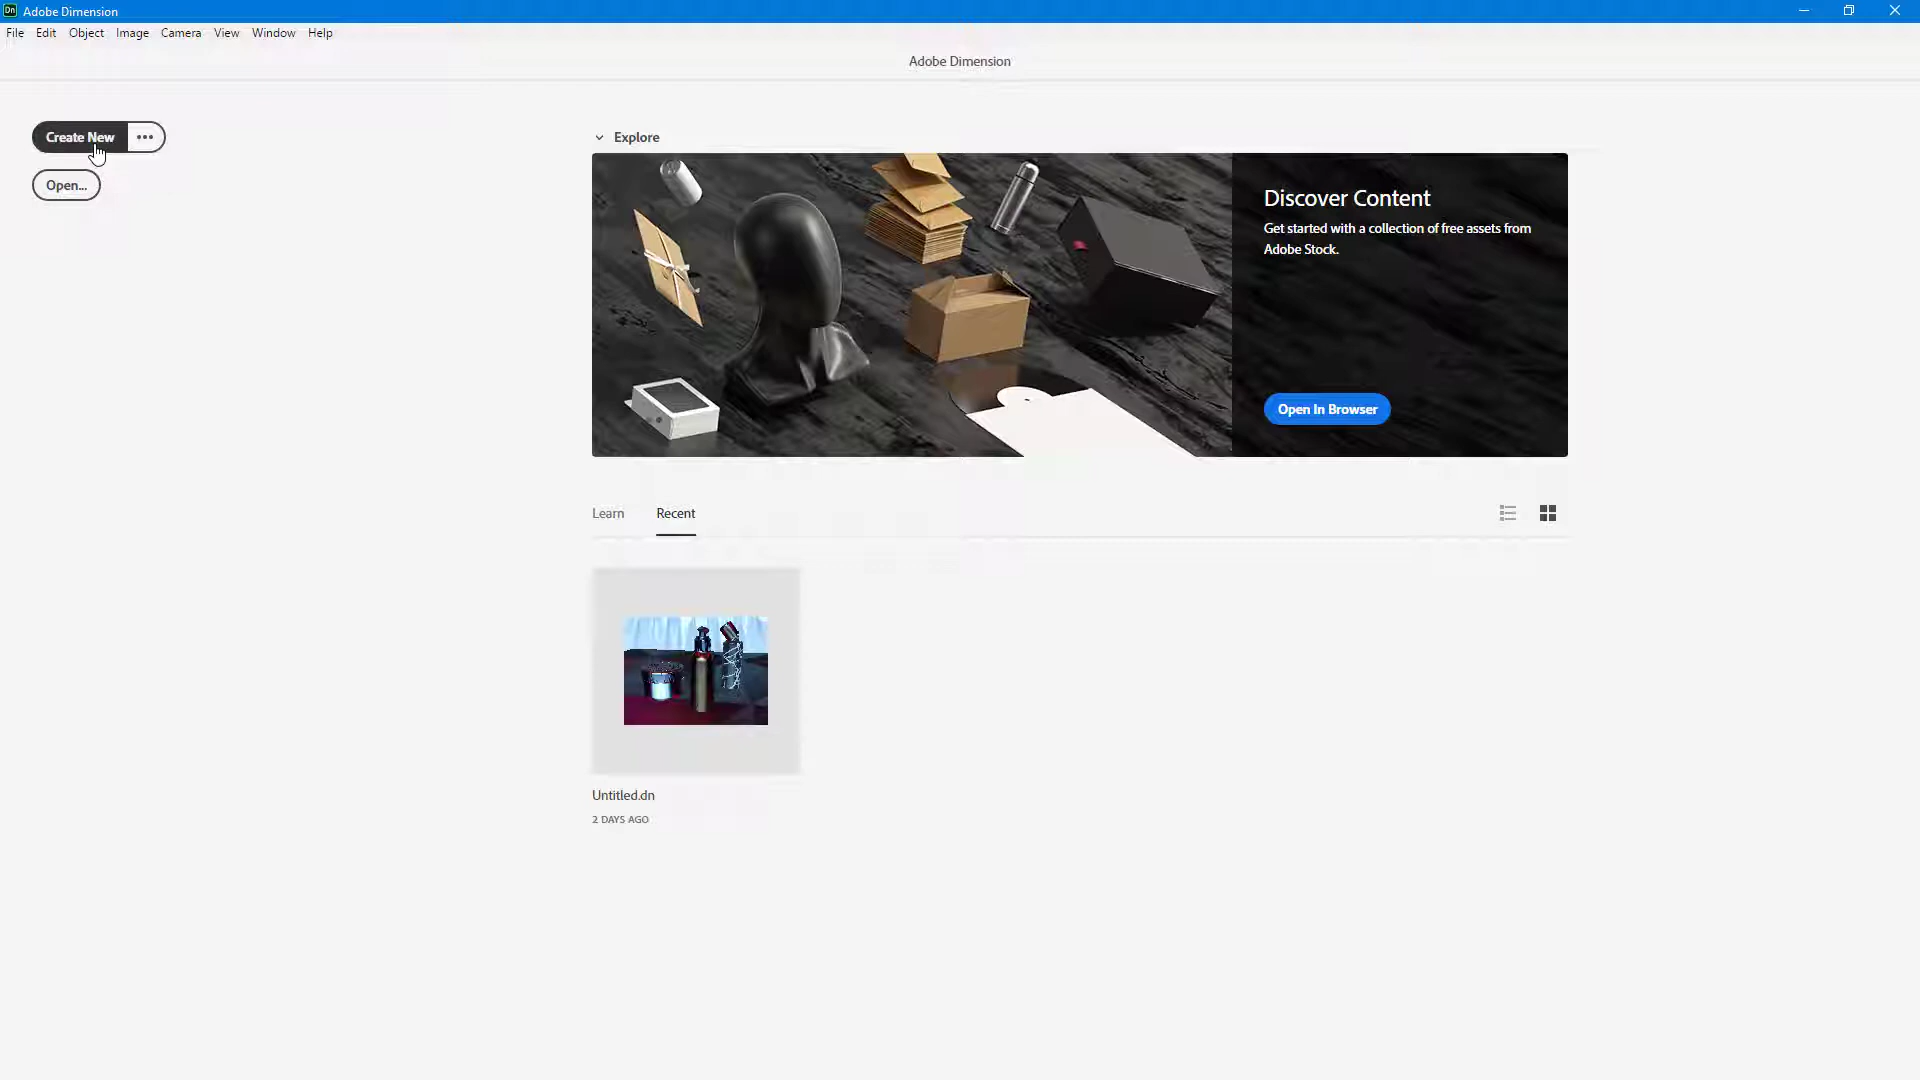 Dn Adobe Dimension
File Edit Object Image Camera View Window Help
Adobe Dimension
Create New
Open...
Explore
Discover Content
Get started with a collection of free assets from
Adobe Stock.
Open In Browser
Learn Recent
Untitled.dn
2 DAYS AGO